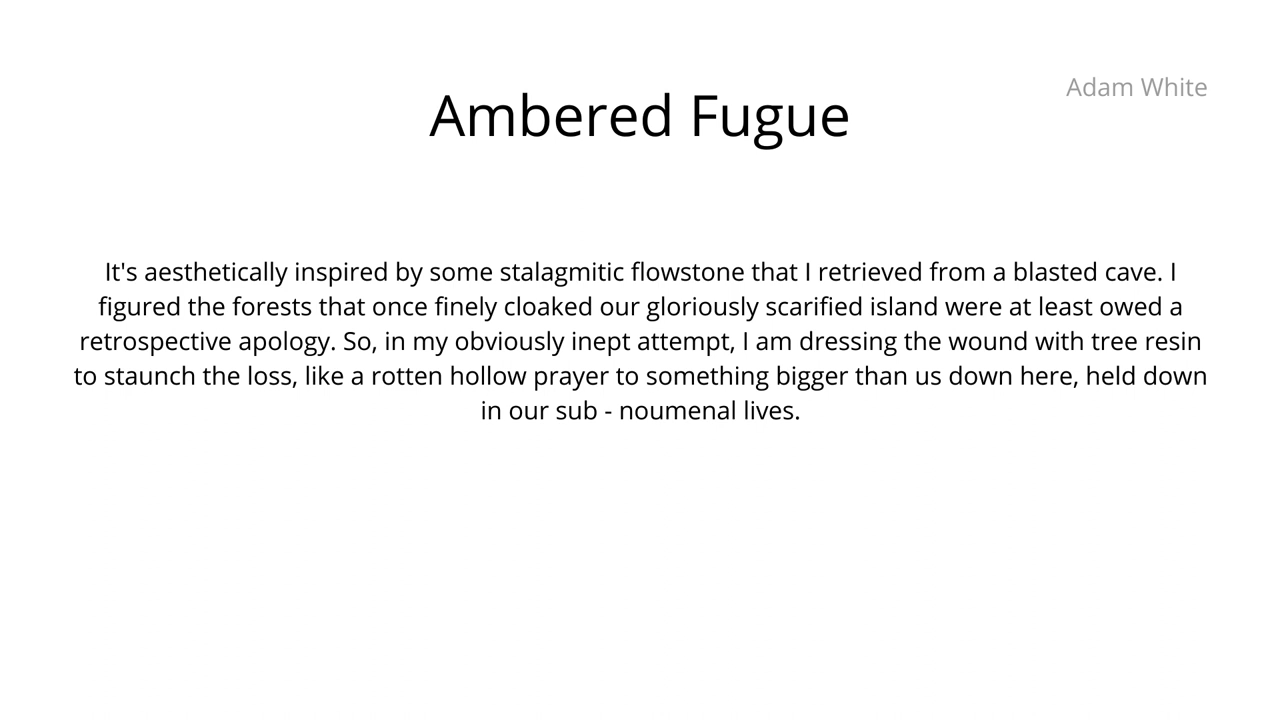 Adam White
Ambered Fugue
It's aesthetically inspired by some stalagmitic flowstone that I retrieved from a blasted cave. I
figured the forests that once finely cloaked our gloriously scarified island were at least owed a
retrospective apology. So, in my obviously inept attempt, I am dressing the wound with tree resin
to staunch the loss, like a rotten hollow prayer to something bigger than us down here, held down
in our sub - noumenal lives.